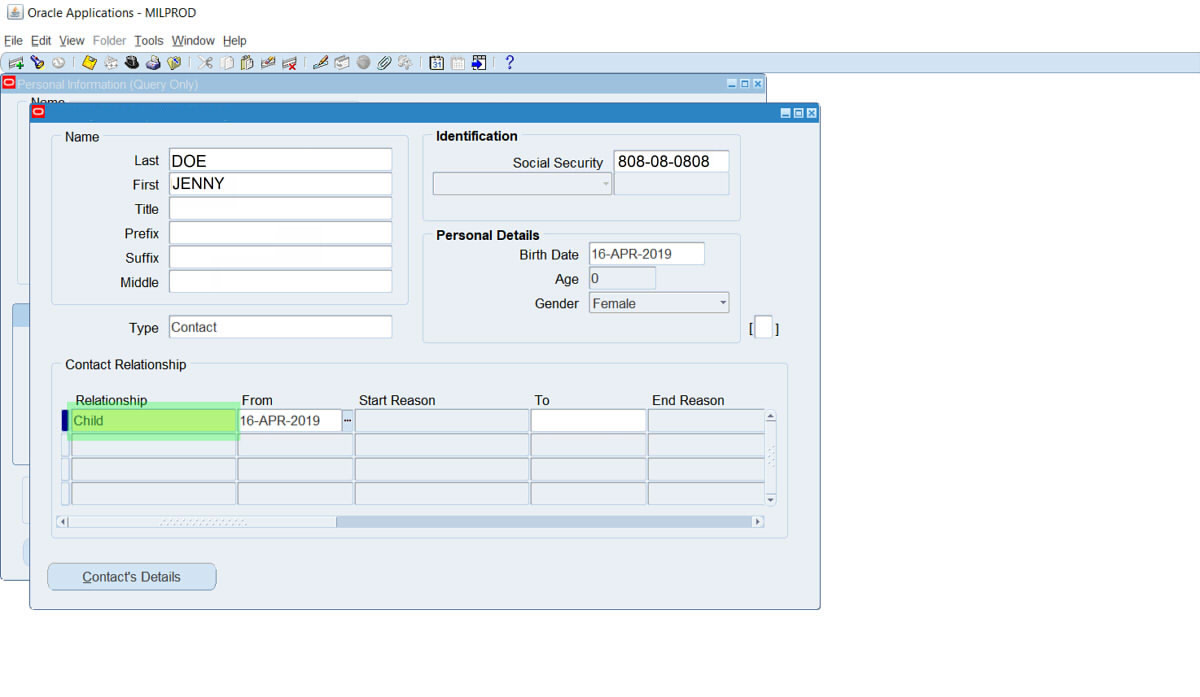 Oracle Applications - MILPROD
File Edit View Folder Tools Window Help
Personal Information (Query Only)
Name
Name
Last DOE
First JENNY
Title
Prefix
Suffix
Middle
Type Contact
Identification
Social Security 808-08-0808
Personal Details
Birth Date 16-APR-2019
Age 0
Gender Female
[ ]
Contact Relationship
Relationship From Start Reason To End Reason
Child 16-APR-2019 ...
Contact's Details